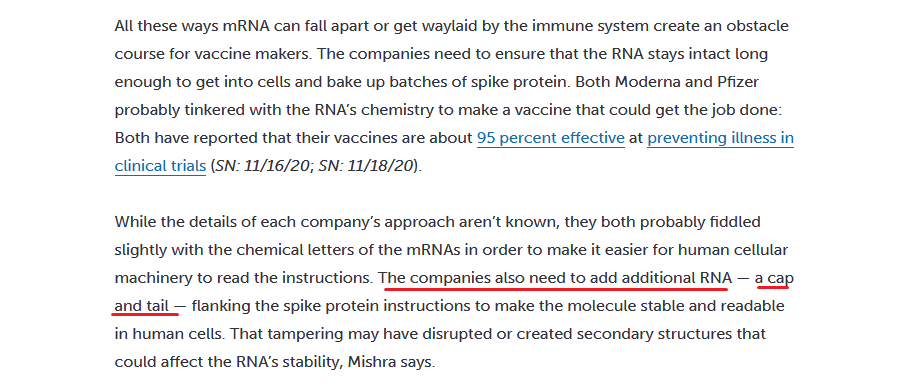 All these ways mRNA can fall apart or get waylaid by the immune system create an obstacle
course for vaccine makers. The companies need to ensure that the RNA stays intact long
enough to get into cells and bake up batches of spike protein. Both Moderna and Pfizer
probably tinkered with the RNA’s chemistry to make a vaccine that could get the job done:
Both have reported that their vaccines are about 95 percent effective at preventing illness in
clinical trials (SN: 11/16/20; SN: 11/18/20).
While the details of each company’s approach aren’t known, they both probably fiddled
slightly with the chemical letters of the mRNAs in order to make it easier for human cellular
machinery to read the instructions. The companies also need to add additional RNA — a cap
and tail — flanking the spike protein instructions to make the molecule stable and readable
in human cells. That tampering may have disrupted or created secondary structures that
could affect the RNA’s stability, Mishra says.